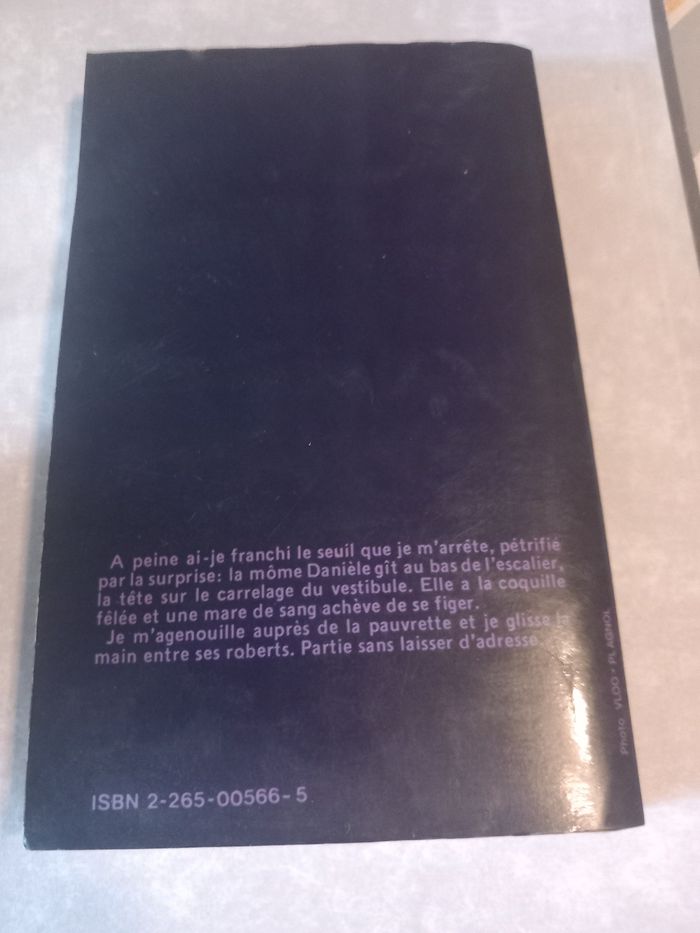 A peine ai-je franchi le seuil que je m'arrête, pétrifié
par la surprise: la môme Danièle gît au bas de l'escalier,
la tête sur le carrelage du vestibule. Elle a la coquille
fêlée et une mare de sang achève de se figer.
Je m'agenouille auprès de la pauvrette et je glisse la
main entre ses roberts. Partie sans laisser d'adresse.
ISBN 2-265-00566-5
Photo VLOO - PLAGNOL